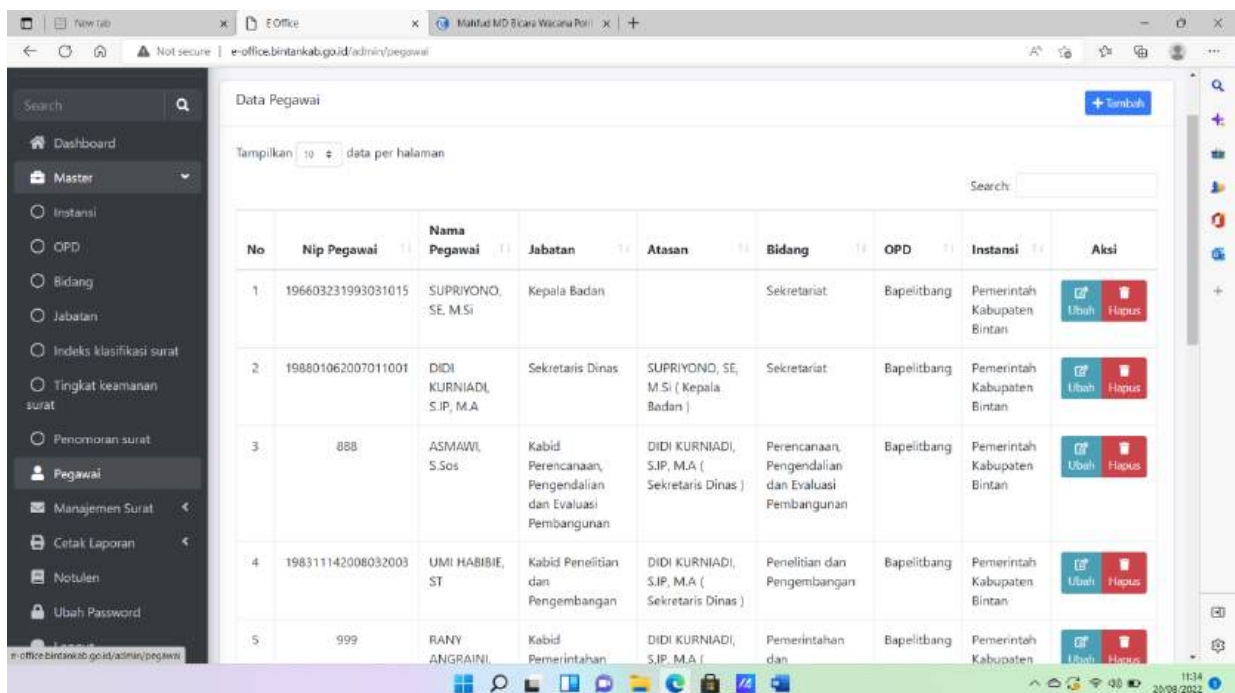 New tab
E Office
Mahfud MD Bicara Wacana Poli
Not secure | e-office.bintankab.go.id/admin/pegawai
Search
Dashboard
Master
Instansi
OPD
Bidang
Jabatan
Indeks klasifikasi surat
Tingkat keamanan
surat
Penomoran surat
Pegawai
Manajemen Surat
Cetak Laporan
Notulen
Ubah Password
e-office.bintankab.go.id/admin/pegawai
Data Pegawai
+ Tambah
Tampilkan 10 data per halaman
Search:
No Nip Pegawai Nama Pegawai Jabatan Atasan Bidang OPD Instansi Aksi
1 196603231993031015 SUPRIYONO, Kepala Badan Sekretariat Bapelitbang Pemerintah
SE, M.Si Kabupaten Ubah Hapus
Bintan
2 198801062007011001 DIDI Sekretaris Dinas SUPRIYONO, SE, Sekretariat Bapelitbang Pemerintah
KURNIADI, M.Si ( Kepala Kabupaten Ubah Hapus
S.IP, M.A Badan ) Bintan
3 888 ASMAWI, Kabid DIDI KURNIADI, Perencanaan, Bapelitbang Pemerintah
S.Sos Perencanaan, S.IP, M.A ( Pengendalian Kabupaten Ubah Hapus
Pengendalian Sekretaris Dinas ) dan Evaluasi Bintan
dan Evaluasi Pembangunan
Pembangunan
4 198311142008032003 UMI HABIBIE, Kabid Penelitian DIDI KURNIADI, Penelitian dan Bapelitbang Pemerintah
ST dan S.IP, M.A ( Pengembangan Kabupaten Ubah Hapus
Pengembangan Sekretaris Dinas ) Bintan
5 999 RANY Kabid DIDI KURNIADI, Pemerintahan Bapelitbang Pemerintah
ANGRAINI, Pemerintahan S.IP, M.A ( dan Kabupaten Ubah Hapus
11:34
20/08/2022